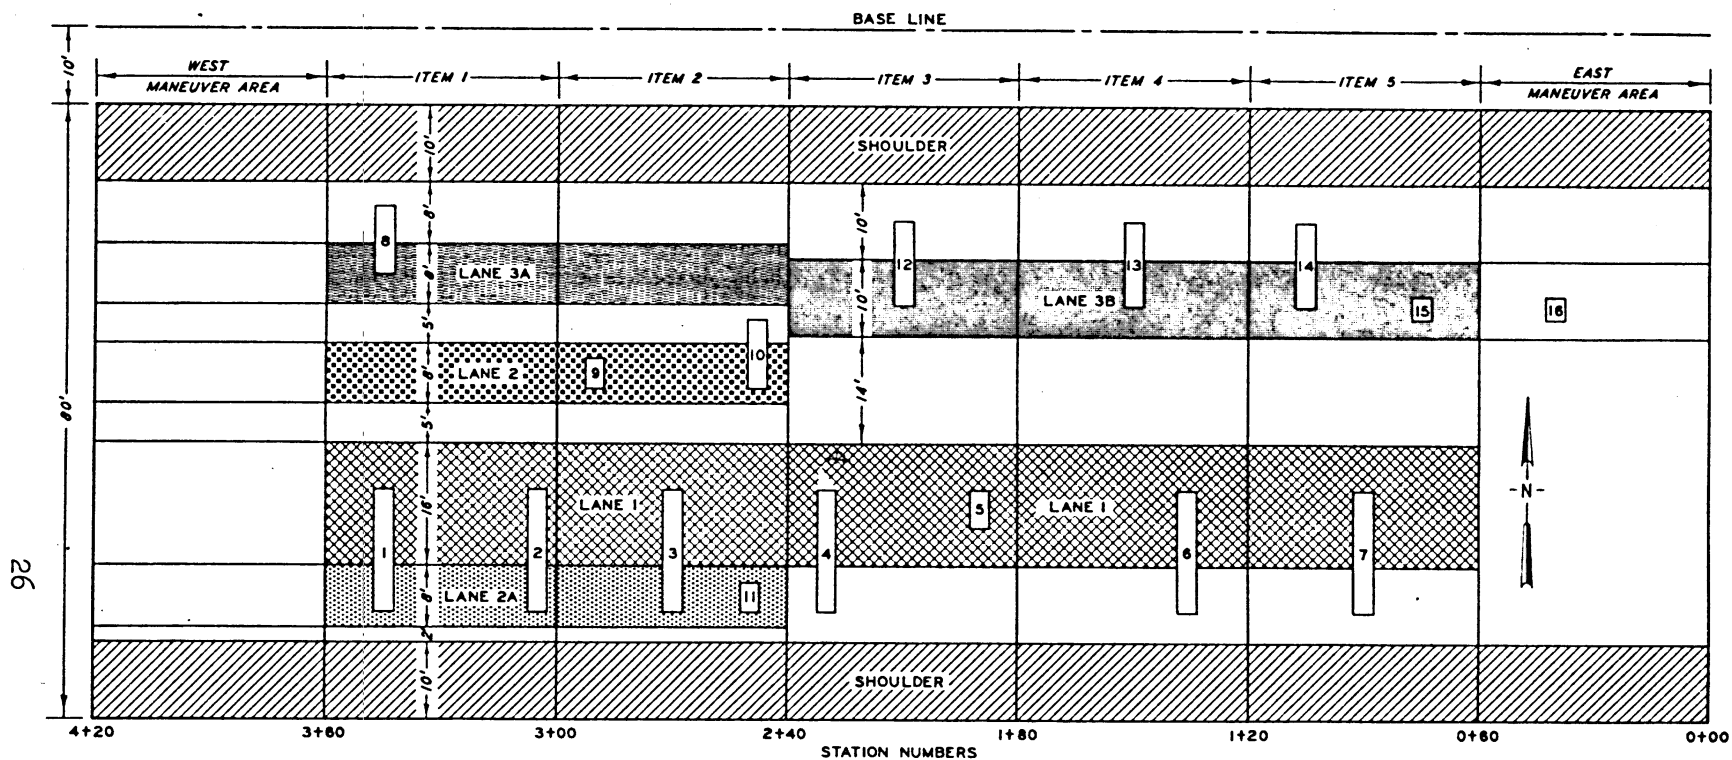 BASE LINE
10'
WEST MANEUVER AREA
ITEM 1
ITEM 2
ITEM 3
ITEM 4
ITEM 5
EAST MANEUVER AREA
80'
10'
SHOULDER
8'
10'
8
12
13
14
8'
LANE 3A
10'
LANE 3B
15
16
5'
10
8'
LANE 2
9
14'
5'
16'
LANE 1
5
LANE 1
-N-
1
2
3
4
6
7
8'
LANE 2A
11
2'
10'
SHOULDER
4+20
3+60
3+00
2+40
1+80
1+20
0+60
0+00
STATION NUMBERS
26